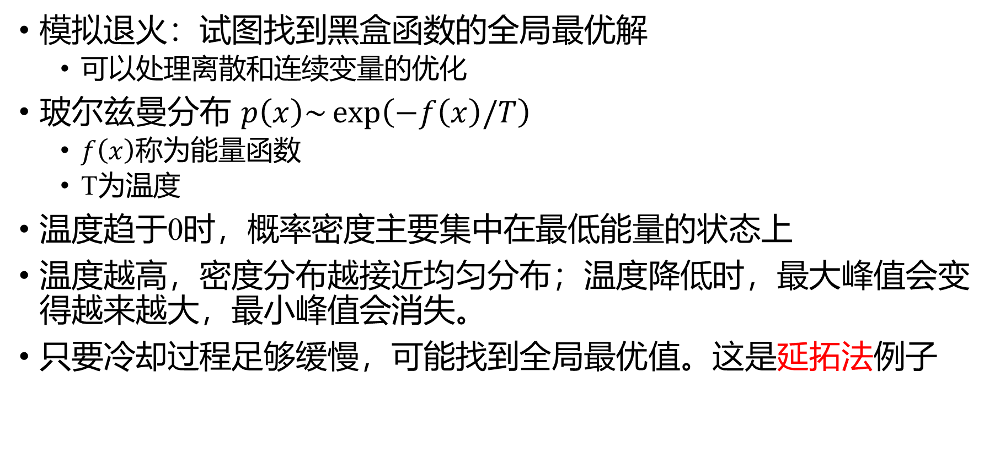 • 模拟退火：试图找到黑盒函数的全局最优解
• 可以处理离散和连续变量的优化
• 玻尔兹曼分布 p(x)~ exp(−f(x)/T)
• f(x)称为能量函数
• T为温度
• 温度趋于0时，概率密度主要集中在最低能量的状态上
• 温度越高，密度分布越接近均匀分布；温度降低时，最大峰值会变
得越来越大，最小峰值会消失。
• 只要冷却过程足够缓慢，可能找到全局最优值。这是延拓法例子